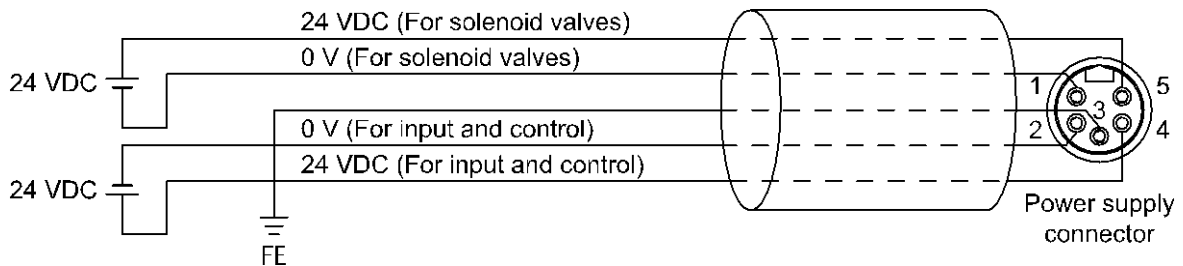 24 VDC (For solenoid valves)
0 V (For solenoid valves)
24 VDC
1
5
3
0 V (For input and control)
2
4
24 VDC (For input and control)
24 VDC
Power supply
connector
FE